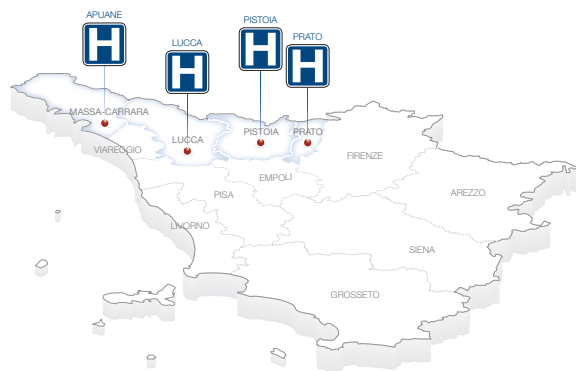 APUANE
H
LUCCA
H
PISTOIA
H
PRATO
H
MASSA-CARRARA
LUCCA
PISTOIA
PRATO
VIAREGGIO
FIRENZE
EMPOLI
PISA
AREZZO
LIVORNO
SIENA
GROSSETO